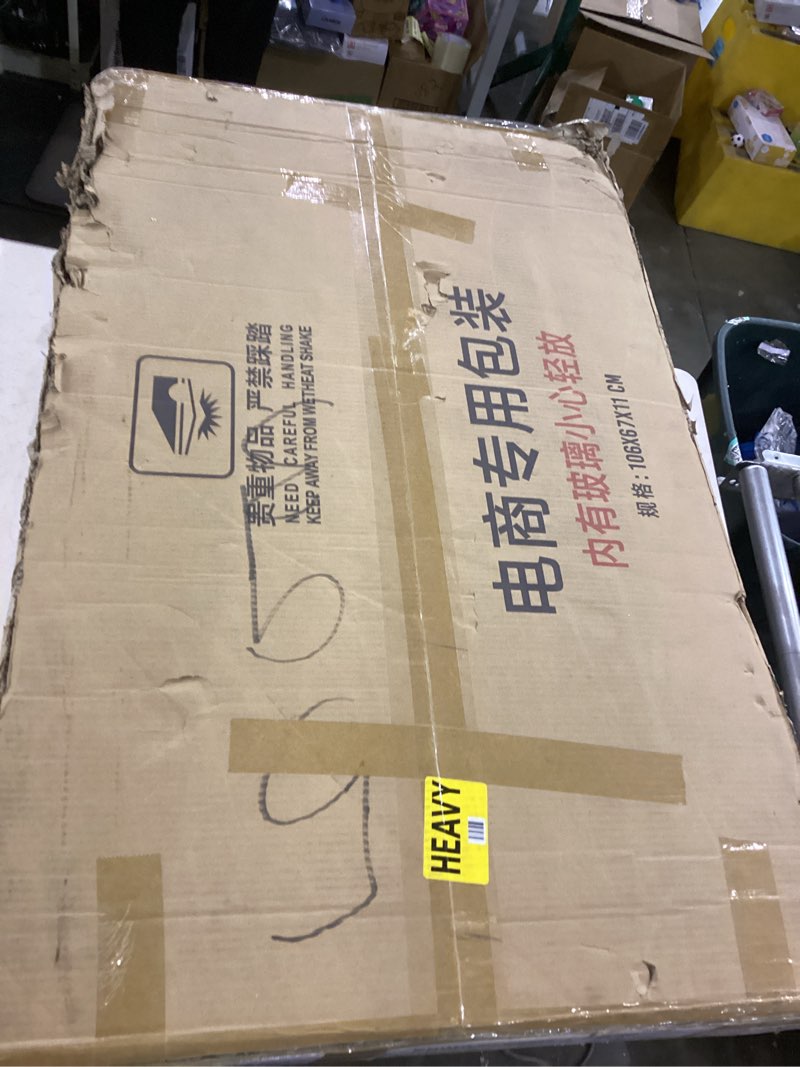 贵重物品 严禁踩踏
NEED CAREFUL HANDLING
KEEP AWAY FROM WETHEAT SHAKE
电商专用包装
内有玻璃小心轻放
规格：106X67X11 CM
HEAVY